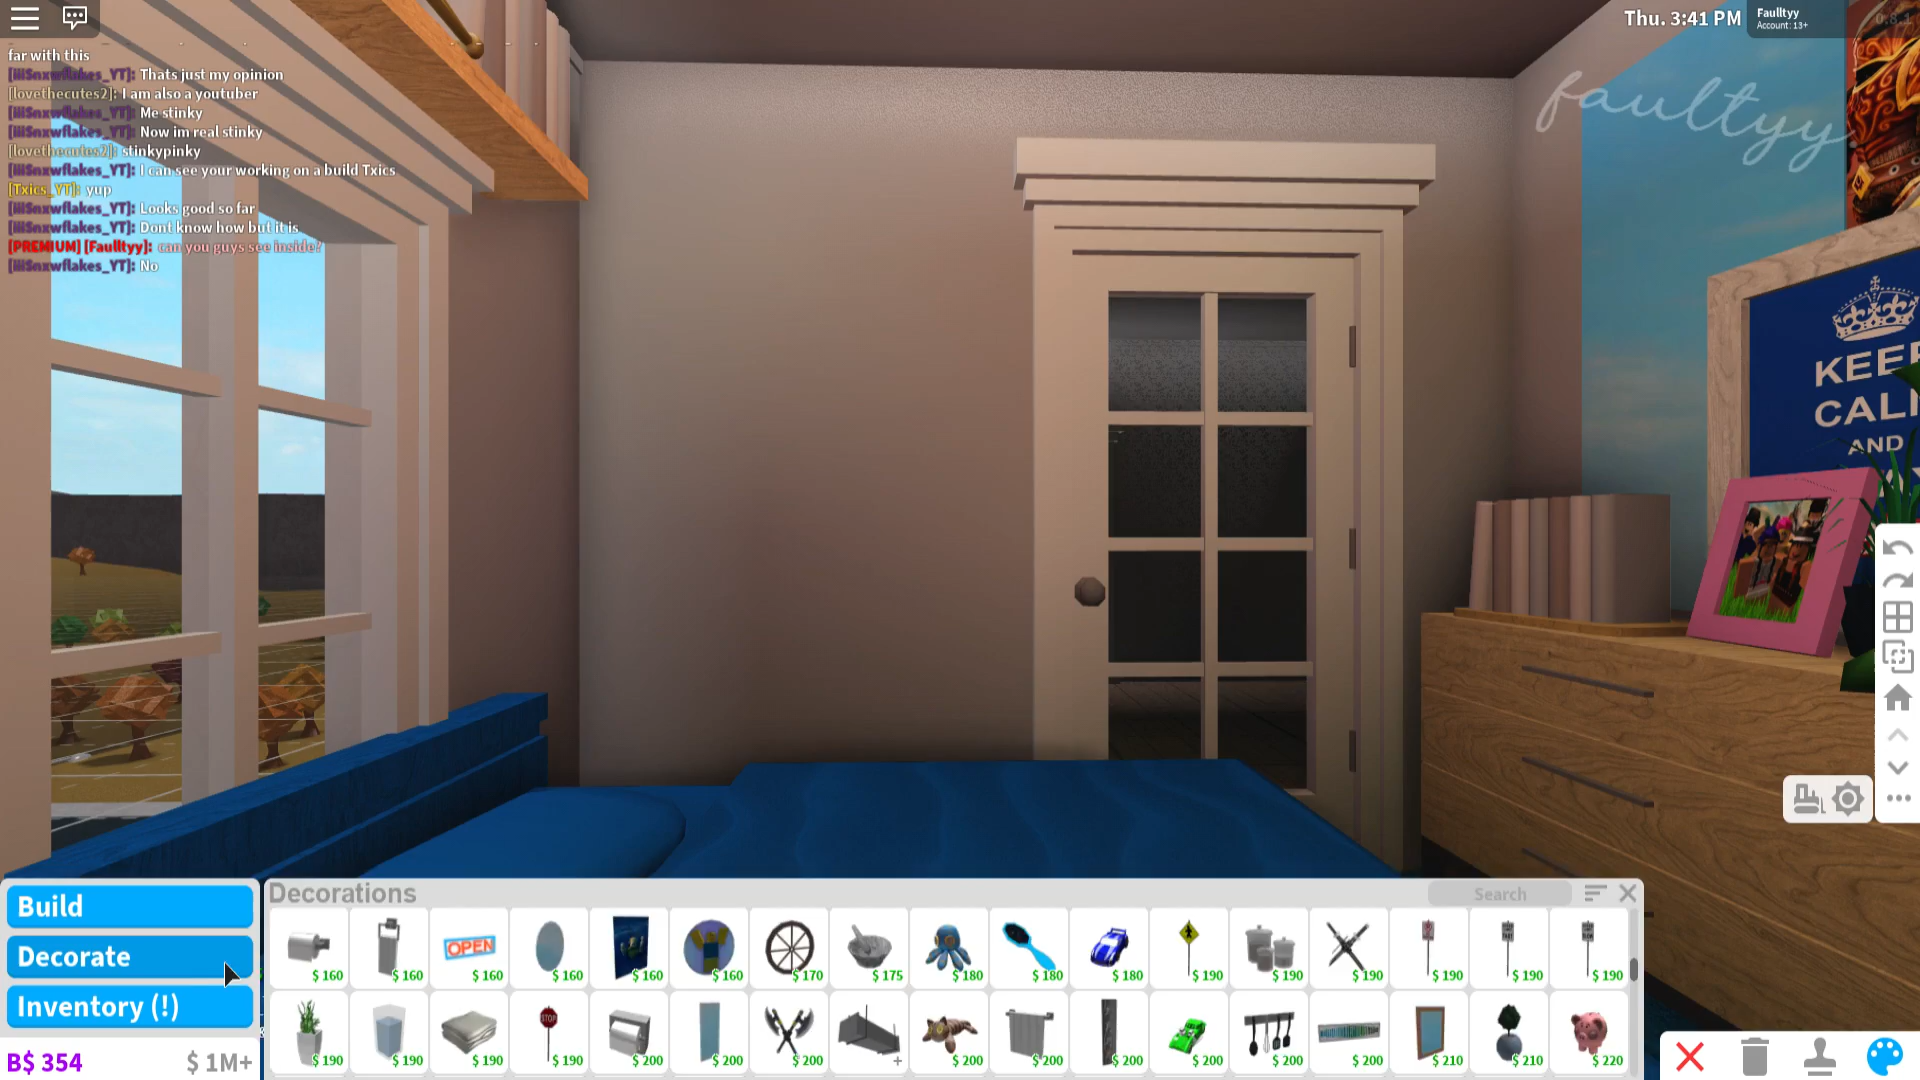 Thu. 3:41 PM
Faulltyy
Account: 13+
0.8.1
far with this
[iiiSnxwflakes_YT]: Thats just my opinion
[lovethecutes2]: I am also a youtuber
[iiiSnxwflakes_YT]: Me stinky
[iiiSnxwflakes_YT]: Now im real stinky
[lovethecutes2]: stinkypinky
[iiiSnxwflakes_YT]: I can see your working on a build Txics
[Txics_YT]: yup
[iiiSnxwflakes_YT]: Looks good so far
[iiiSnxwflakes_YT]: Dont know how but it is
[PREMIUM] [Faulltyy]: can you guys see inside?
[iiiSnxwflakes_YT]: No
faultyy
KEEP
CALM
AND
Build
Decorate
Inventory (!)
B$ 354
$ 1M+
Decorations
Search
OPEN
$ 160 $ 160 $ 160 $ 160 $ 160 $ 160 $ 170 $ 175 $ 180 $ 180 $ 180 $ 190 $ 190 $ 190 $ 190 $ 190 $ 190
STOP
$ 190 $ 190 $ 190 $ 190 $ 200 $ 200 $ 200 + $ 200 $ 200 $ 200 $ 200 $ 200 $ 200 $ 210 $ 210 $ 220